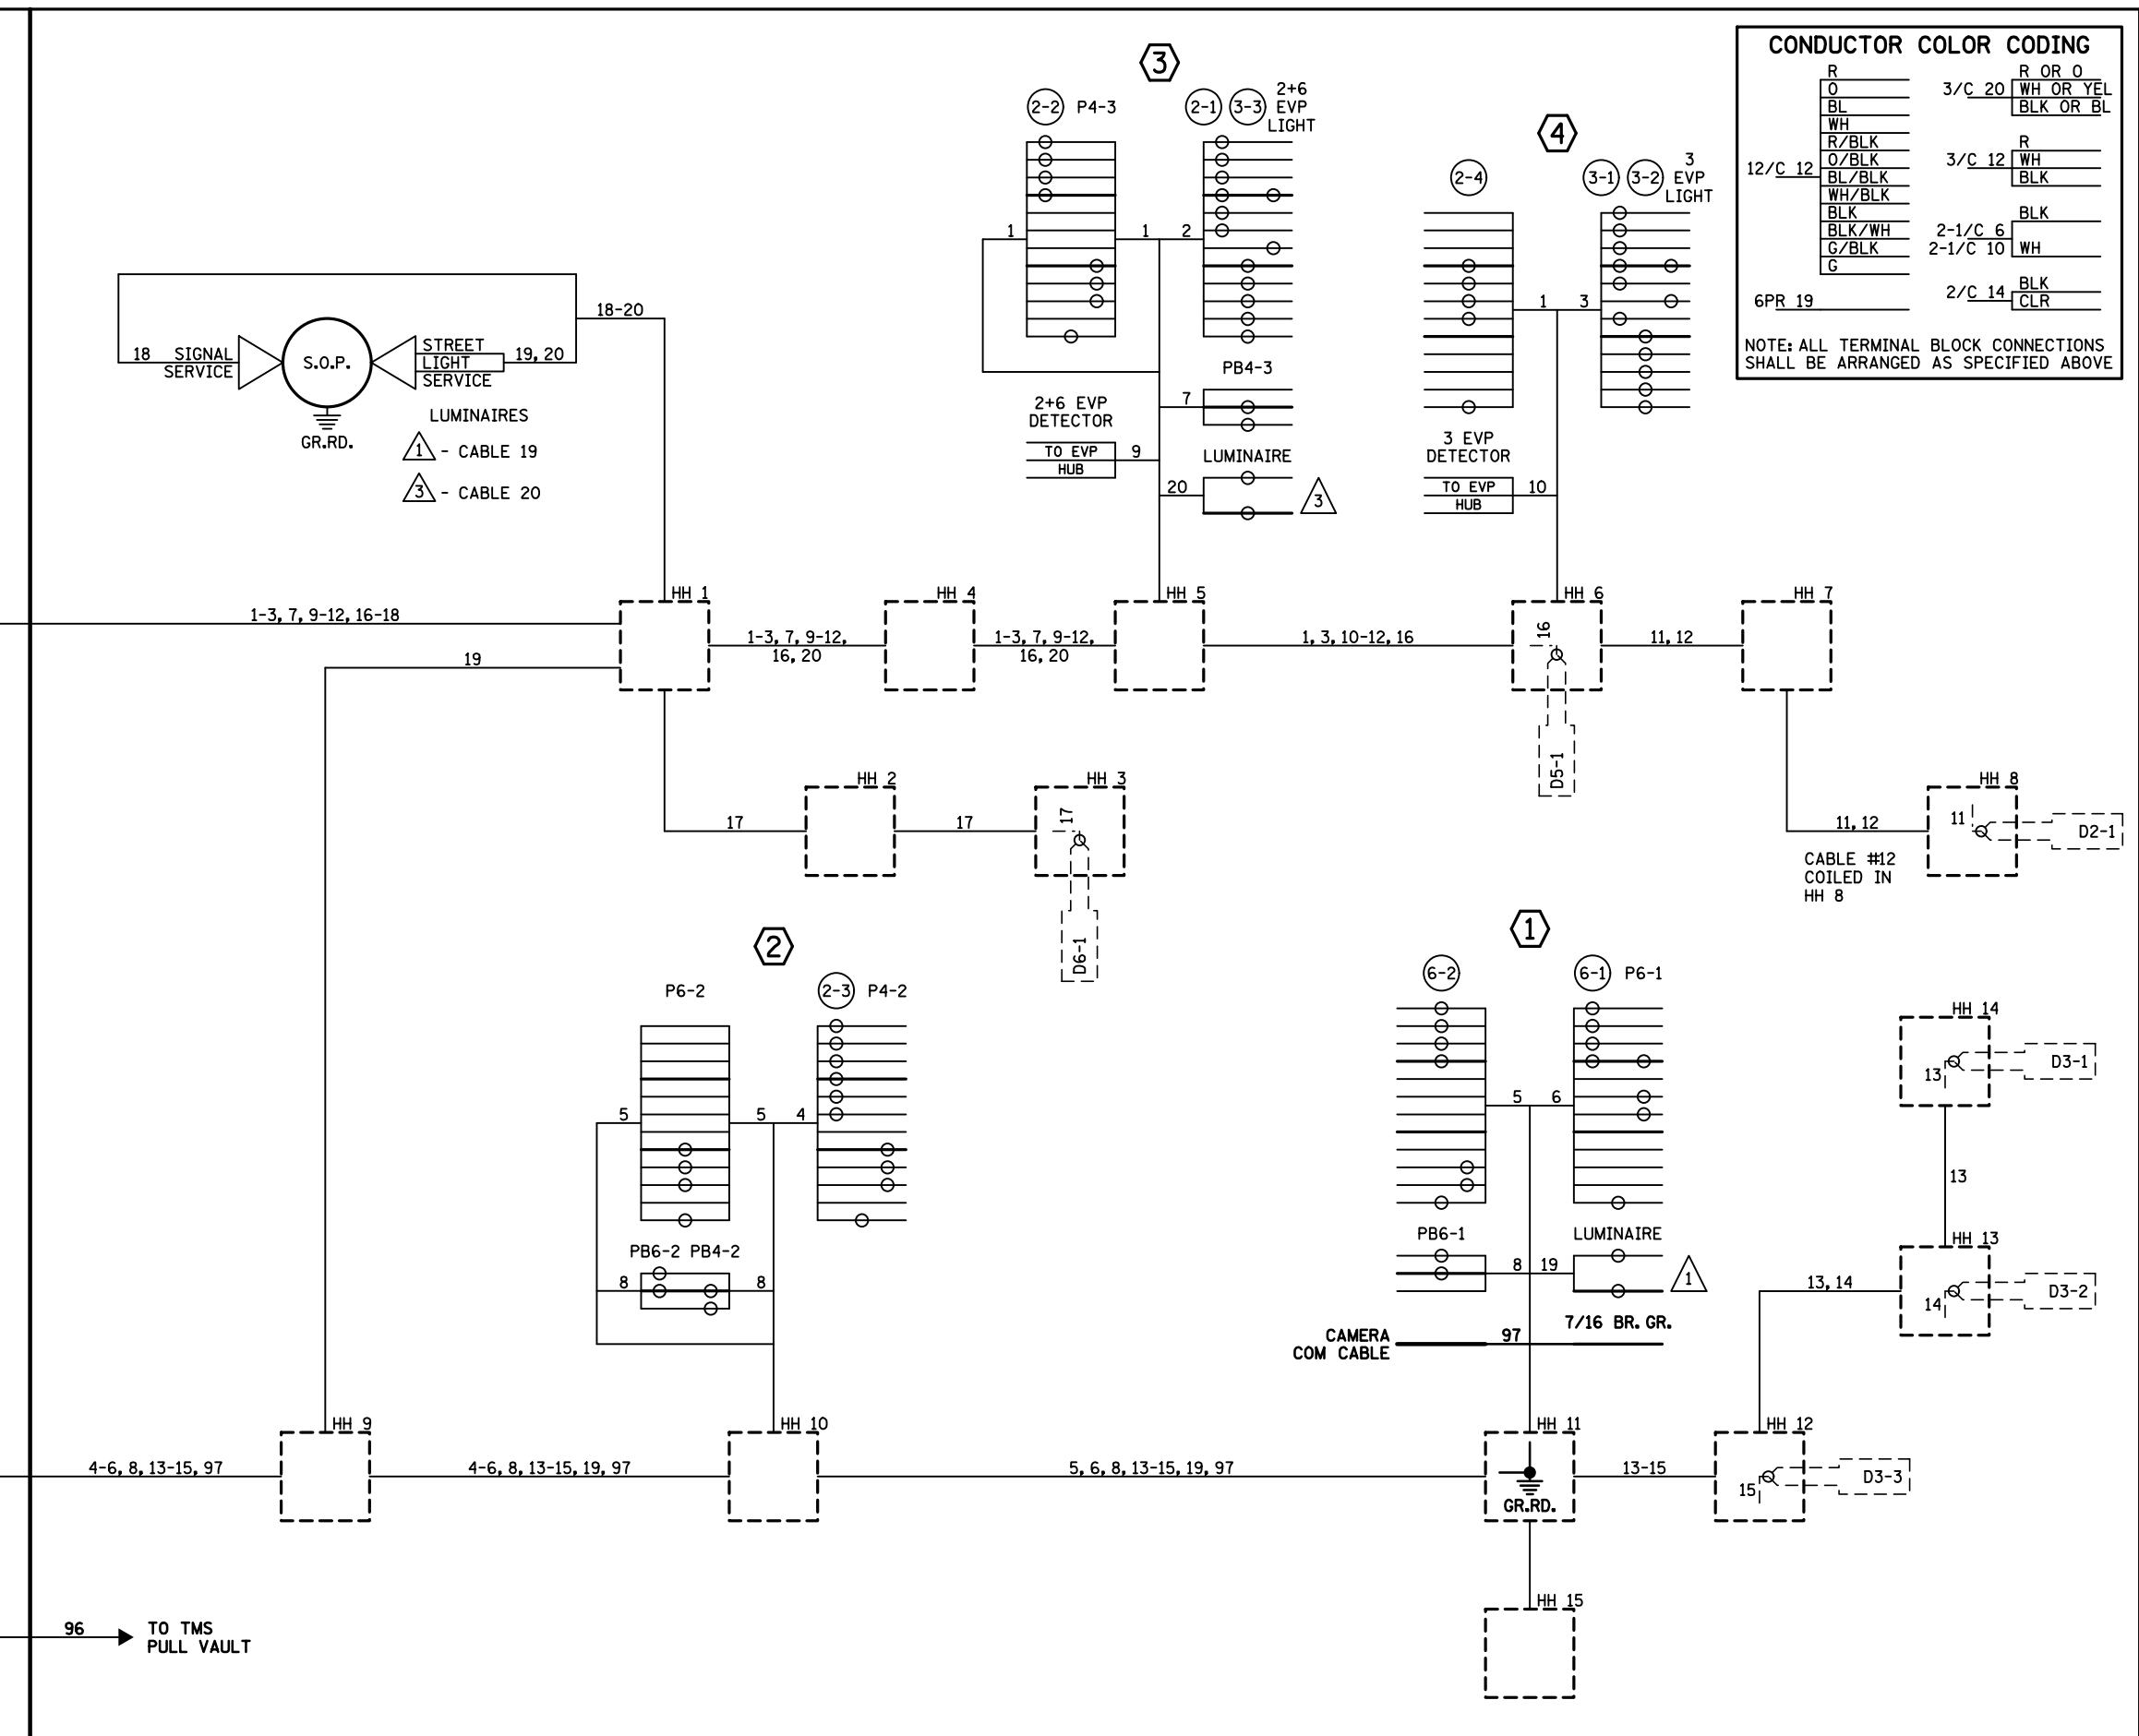 CONDUCTOR COLOR CODING
12/C 12
R
O
BL
WH
R/BLK
O/BLK
BL/BLK
WH/BLK
BLK
BLK/WH
G/BLK
G
6PR 19
3/C 20
R OR O
WH OR YEL
BLK OR BL
3/C 12
R
WH
BLK
2-1/C 6
2-1/C 10
BLK
WH
2/C 14
BLK
CLR
NOTE: ALL TERMINAL BLOCK CONNECTIONS
SHALL BE ARRANGED AS SPECIFIED ABOVE
3
2-2 P4-3
2-1 3-3
2+6
EVP
LIGHT
1
1 2
PB4-3
7
2+6 EVP
DETECTOR
TO EVP
HUB
9
LUMINAIRE
20
3
4
2-4
3-1 3-2
3
EVP
LIGHT
1 3
3 EVP
DETECTOR
TO EVP
HUB
10
18
SIGNAL
SERVICE
S.O.P.
GR.RD.
STREET
LIGHT
SERVICE
19, 20
18-20
LUMINAIRES
1 - CABLE 19
3 - CABLE 20
1-3, 7, 9-12, 16-18
19
HH 1
1-3, 7, 9-12,
16, 20
HH 4
1-3, 7, 9-12,
16, 20
HH 5
1, 3, 10-12, 16
HH 6
16
D5-1
11, 12
HH 7
17
HH 2
17
HH 3
17
D6-1
11, 12
CABLE #12
COILED IN
HH 8
HH 8
11
D2-1
2
P6-2
2-3 P4-2
5
5 4
PB6-2 PB4-2
8
8
1
6-2
6-1 P6-1
5 6
PB6-1
8 19
LUMINAIRE
1
CAMERA
COM CABLE
97
7/16 BR. GR.
HH 14
13
D3-1
13
HH 13
14
D3-2
13, 14
4-6, 8, 13-15, 97
HH 9
4-6, 8, 13-15, 19, 97
HH 10
5, 6, 8, 13-15, 19, 97
HH 11
GR.RD.
13-15
HH 12
15
D3-3
HH 15
96
TO TMS
PULL VAULT